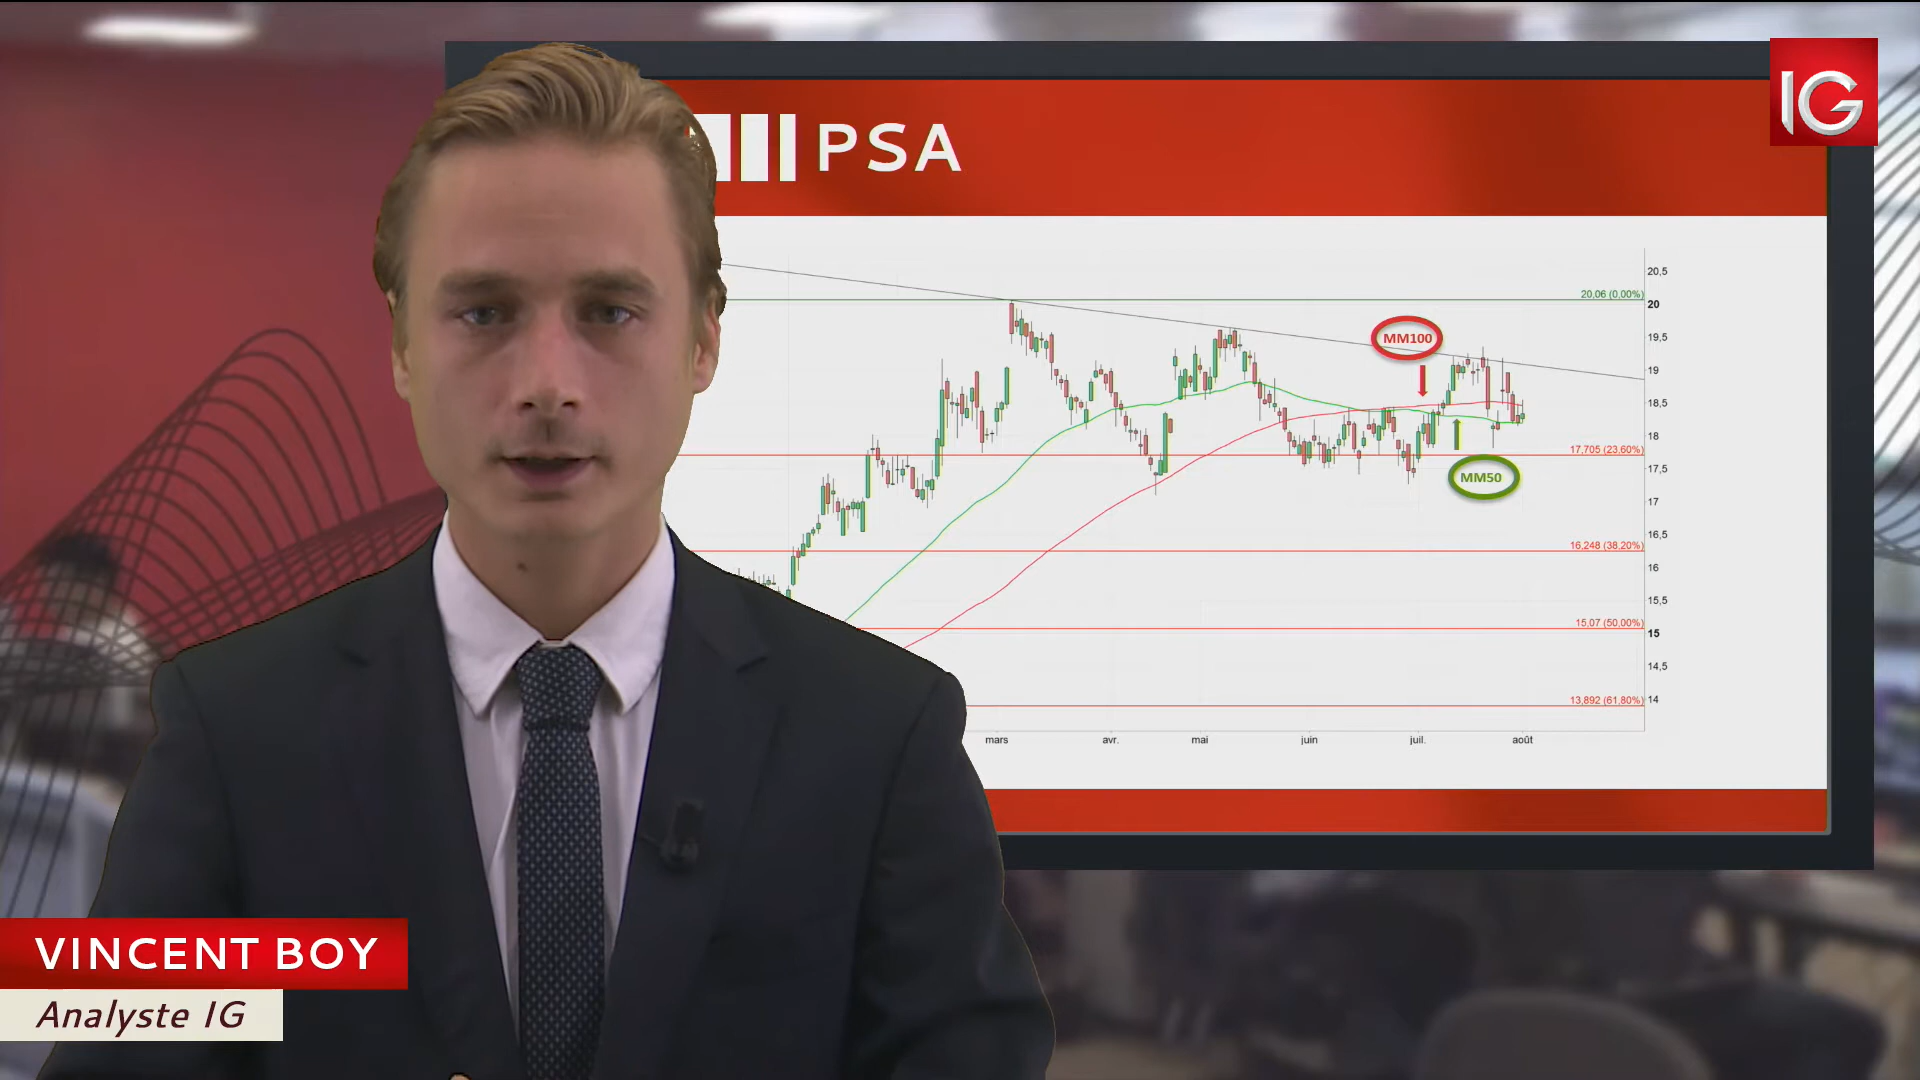 IG
PSA
20,5
20,06 (0,00%)
20
19,5
MM100
19
18,5
18
17,705 (23,60%)
17,5
MM50
17
16,5
16,248 (38,20%)
16
15,5
15,07 (50,00%)
15
14,5
13,892 (61,80%)
14
mars avr. mai juin juil. août
VINCENT BOY
Analyste IG